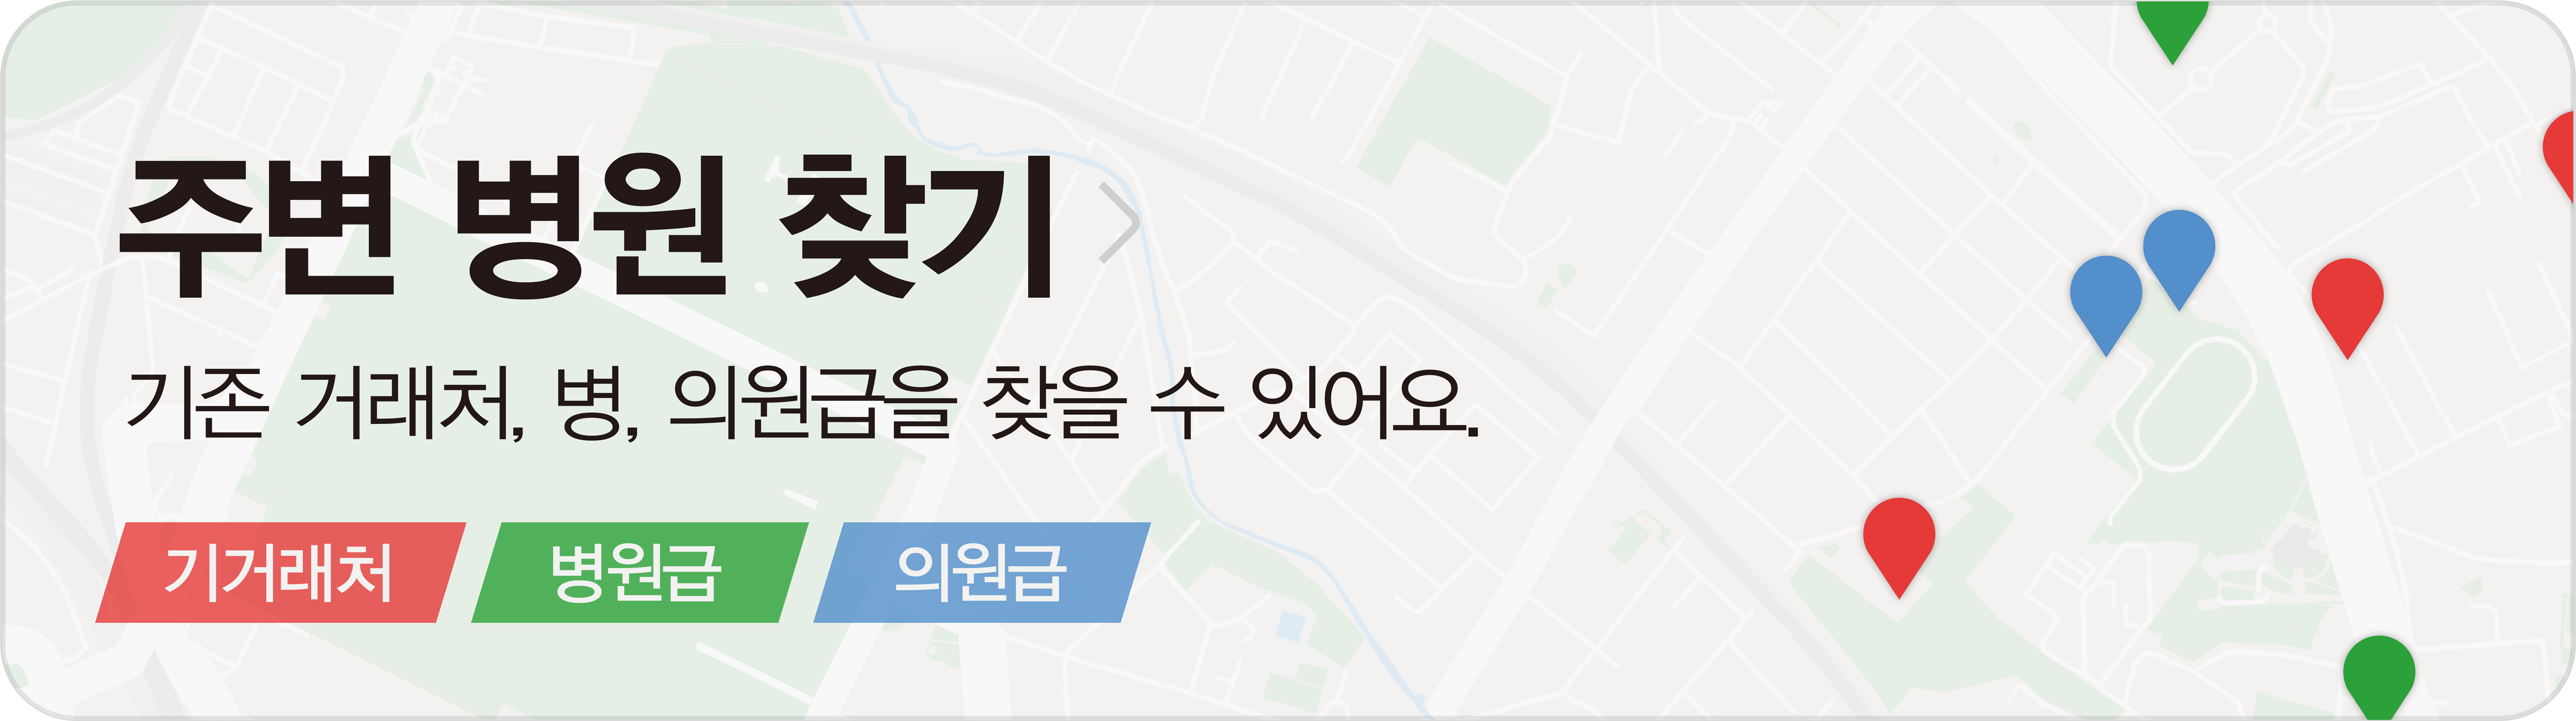 주변 병원 찾기
기존 거래처, 병, 의원급을 찾을 수 있어요.
기거래처 병원급 의원급